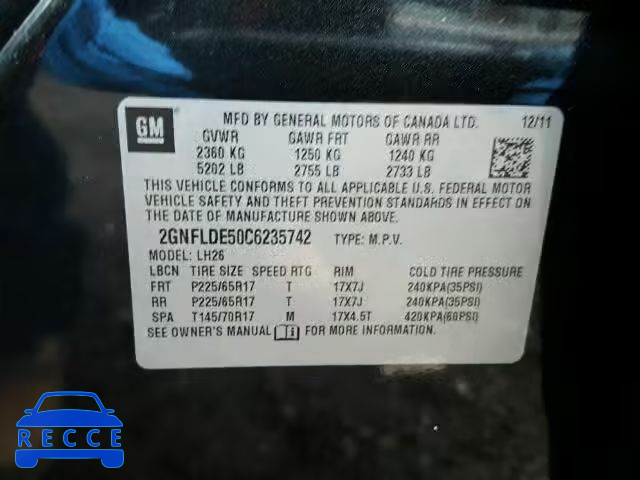 GM
MFD BY GENERAL MOTORS OF CANADA LTD. 12/11
GVWR GAWR FRT GAWR RR
2360 KG 1250 KG 1240 KG
5202 LB 2755 LB 2733 LB
THIS VEHICLE CONFORMS TO ALL APPLICABLE U.S. FEDERAL MOTOR
VEHICLE SAFETY AND THEFT PREVENTION STANDARDS IN EFFECT ON
THE DATE OF MANUFACTURE SHOWN ABOVE.
2GNFLDE50C6235742 TYPE: M.P.V.
MODEL: LH26
LBCN TIRE SIZE SPEED RTG RIM COLD TIRE PRESSURE
FRT P225/65R17 T 17X7J 240KPA(35PSI)
RR P225/65R17 T 17X7J 240KPA(35PSI)
SPA T145/70R17 M 17X4.5T 420KPA(60PSI)
SEE OWNER'S MANUAL FOR MORE INFORMATION.
RECCE